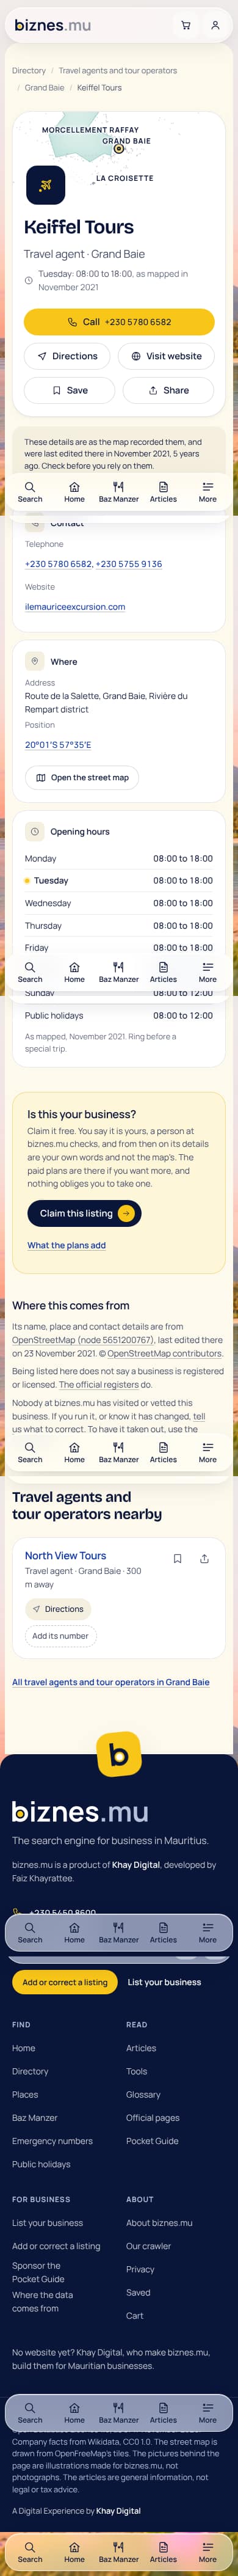 biznes.mu
Directory / Travel agents and tour operators
/ Grand Baie / Keiffel Tours
MORCELLEMENT RAFFAY
GRAND BAIE
LA CROISETTE
Keiffel Tours
Travel agent · Grand Baie
Tuesday: 08:00 to 18:00, as mapped in
November 2021
Call +230 5780 6582
Directions
Visit website
Save
Share
These details are as the map recorded them, and
were last edited there in November 2021, 5 years
ago. Check before you rely on them.
Search
Home
Baz Manzer
Articles
More
Contact
Telephone
+230 5780 6582, +230 5755 9136
Website
ilemauriceexcursion.com
Where
Address
Route de la Salette, Grand Baie, Rivière du
Rempart district
Position
20°01'S 57°35'E
Open the street map
Opening hours
Monday 08:00 to 18:00
Tuesday 08:00 to 18:00
Wednesday 08:00 to 18:00
Thursday 08:00 to 18:00
Friday 08:00 to 18:00
Search
Home
Baz Manzer
Articles
More
Sunday 08:00 to 12:00
Public holidays 08:00 to 12:00
As mapped, November 2021. Ring before a
special trip.
Is this your business?
Claim it free. You say it is yours, a person at
biznes.mu checks, and from then on its details
are your own words and not the map's. The
paid plans are there if you want more, and
nothing obliges you to take one.
Claim this listing
What the plans add
Where this comes from
Its name, place and contact details are from
OpenStreetMap (node 5651200767), last edited there
on 23 November 2021. © OpenStreetMap contributors.
Being listed here does not say a business is registered
or licensed. The official registers do.
Nobody at biznes.mu has visited or vetted this
business. If you run it, or know it has changed, tell
us what to correct. To have it taken out, use the
Search
Home
Baz Manzer
Articles
More
Travel agents and
tour operators nearby
North View Tours
Travel agent · Grand Baie · 300
m away
Directions
Add its number
All travel agents and tour operators in Grand Baie
b
biznes.mu
The search engine for business in Mauritius.
biznes.mu is a product of Khay Digital, developed by
Faiz Khayrattee.
+230 5450 8600
Search
Home
Baz Manzer
Articles
More
Add or correct a listing
List your business
FIND
Home
Directory
Places
Baz Manzer
Emergency numbers
Public holidays
READ
Articles
Tools
Glossary
Official pages
Pocket Guide
FOR BUSINESS
List your business
Add or correct a listing
Sponsor the
Pocket Guide
Where the data
comes from
ABOUT
About biznes.mu
Our crawler
Privacy
Saved
Cart
No website yet? Khay Digital, who make biznes.mu,
build them for Mauritian businesses.
Search
Home
Baz Manzer
Articles
More
Company facts from Wikidata, CC0 1.0. The street map is
drawn from OpenFreeMap's tiles. The pictures behind the
page are illustrations made for biznes.mu, not
photographs. The articles are general information, not
legal or tax advice.
A Digital Experience by Khay Digital
Search
Home
Baz Manzer
Articles
More